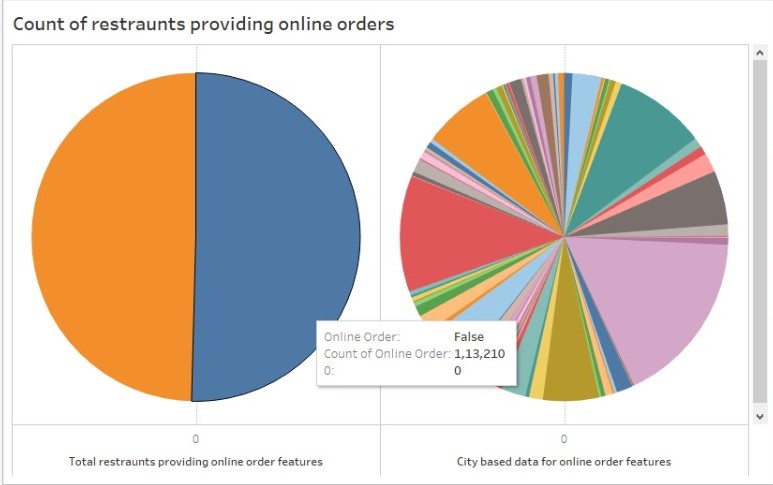 Count of restraunts providing online orders
Online Order: False
Count of Online Order: 1,13,210
0: 0
0 0
Total restraunts providing online order features City based data for online order features